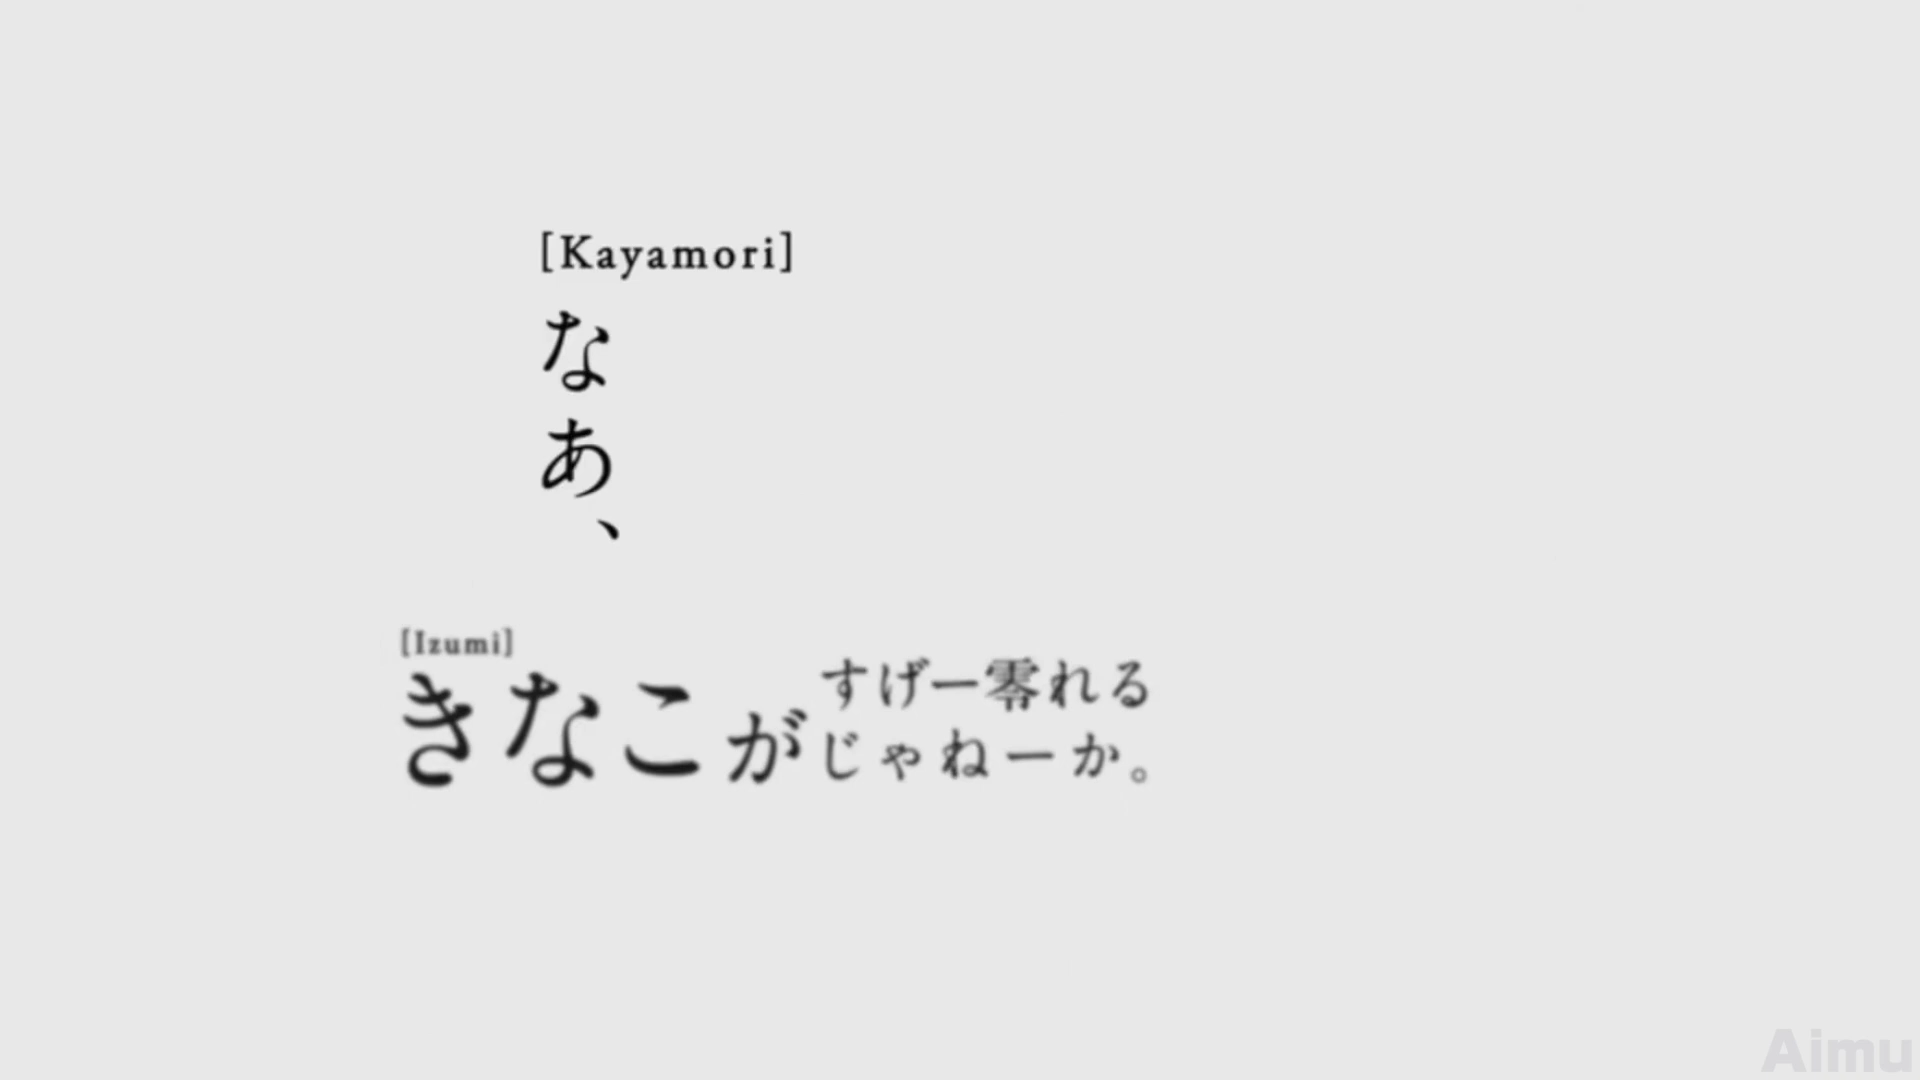 [Kayamori]
なあ、
[Izumi]
きなこが
すげー零れる
じゃねーか。
Aimu